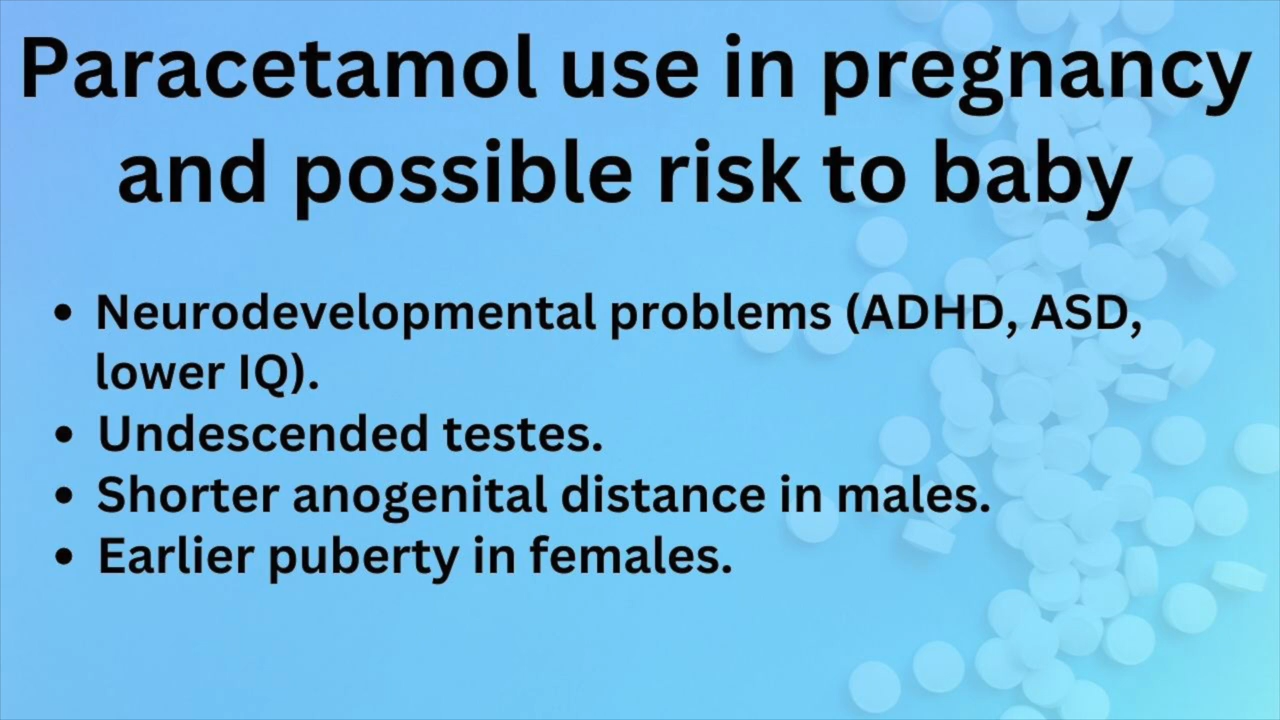 Paracetamol use in pregnancy
and possible risk to baby
• Neurodevelopmental problems (ADHD, ASD,
lower IQ).
• Undescended testes.
• Shorter anogenital distance in males.
• Earlier puberty in females.